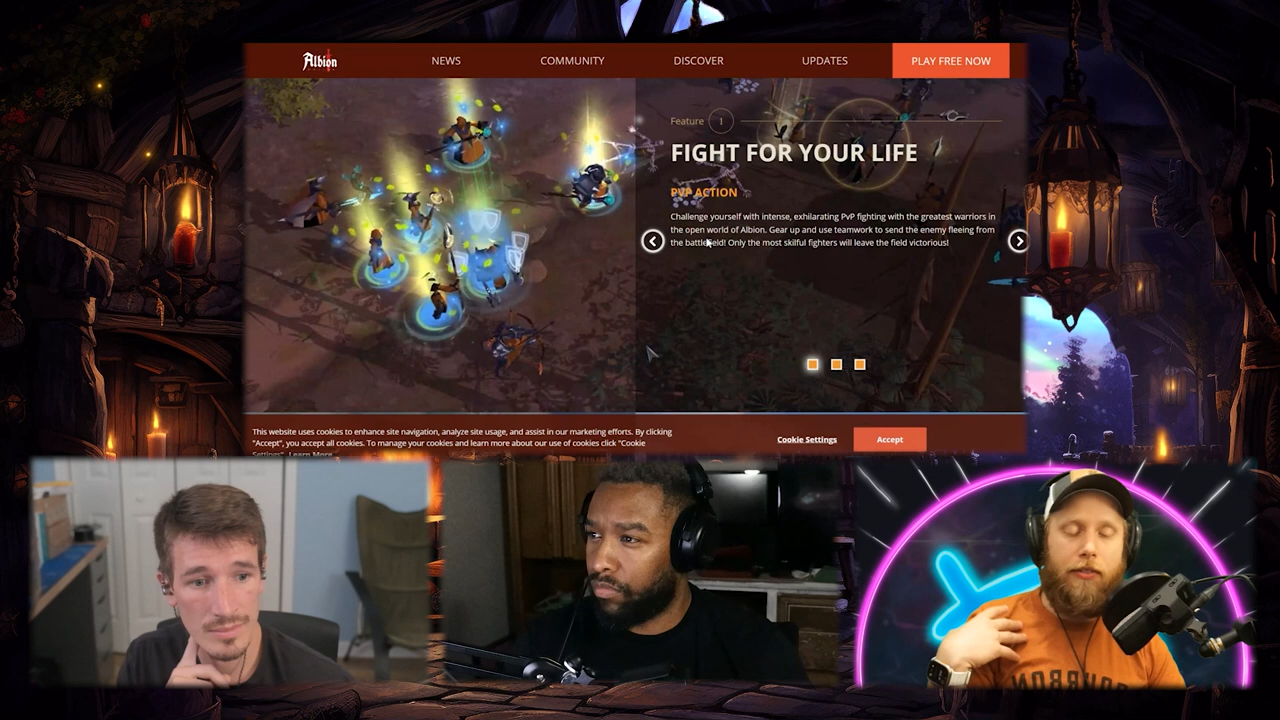 Albion
NEWS
COMMUNITY
DISCOVER
UPDATES
PLAY FREE NOW
Feature 1
FIGHT FOR YOUR LIFE
PVP ACTION
Challenge yourself with intense, exhilarating PvP fighting with the greatest warriors in
the open world of Albion. Gear up and use teamwork to send the enemy fleeing from
the battlefield! Only the most skilful fighters will leave the field victorious!
This website uses cookies to enhance site navigation, analyze site usage, and assist in our marketing efforts. By clicking
"Accept", you accept all cookies. To manage your cookies and learn more about our use of cookies click "Cookie
Settings". Learn More
Cookie Settings
Accept